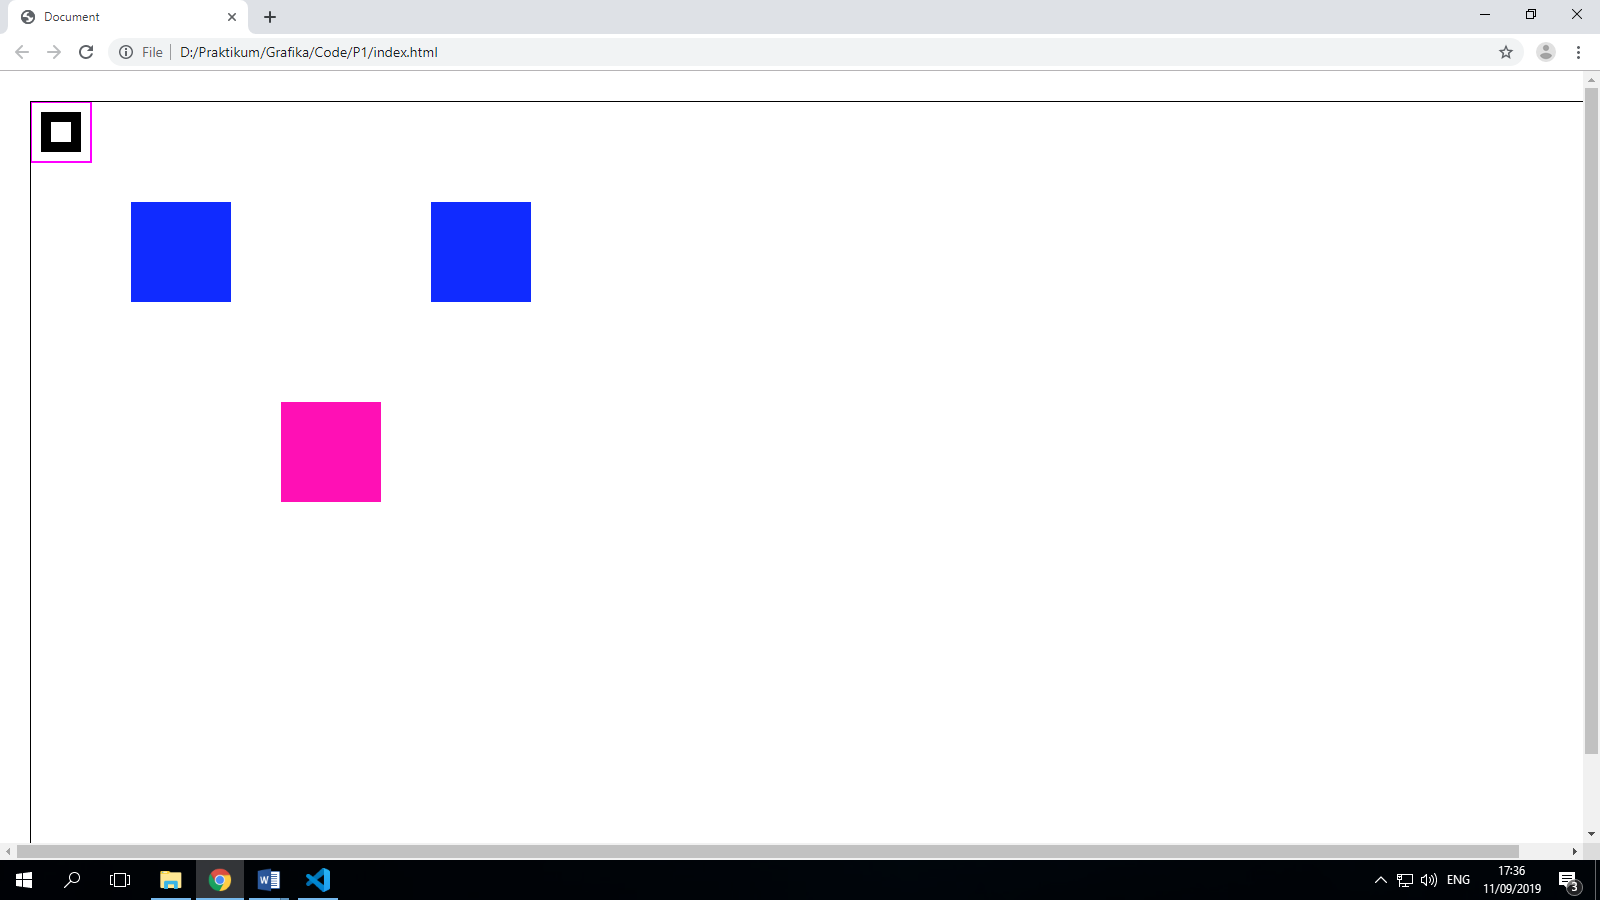 Document
File
D:/Praktikum/Grafika/Code/P1/index.html
ENG
17:36
11/09/2019
3